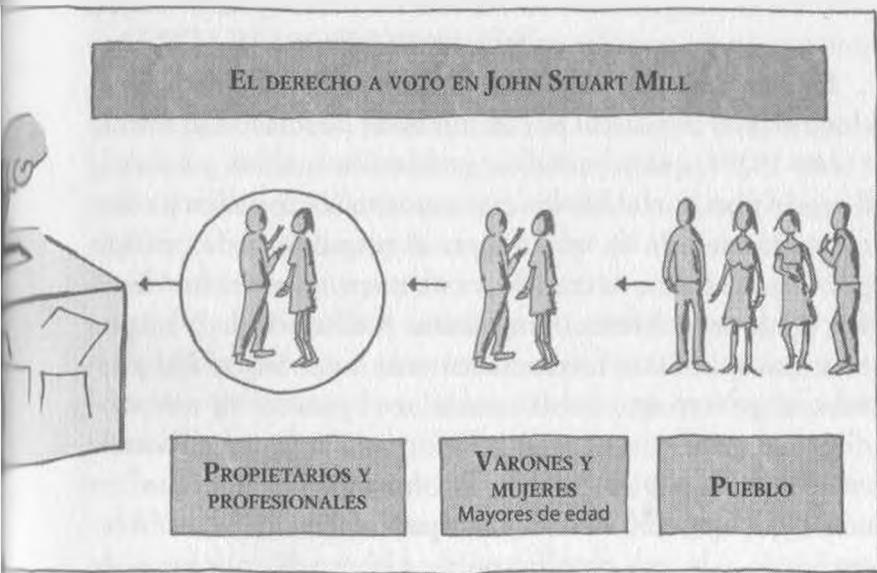 EL DERECHO A VOTO EN JOHN STUART MILL
PROPIETARIOS Y
PROFESIONALES
VARONES Y
MUJERES
Mayores de edad
PUEBLO